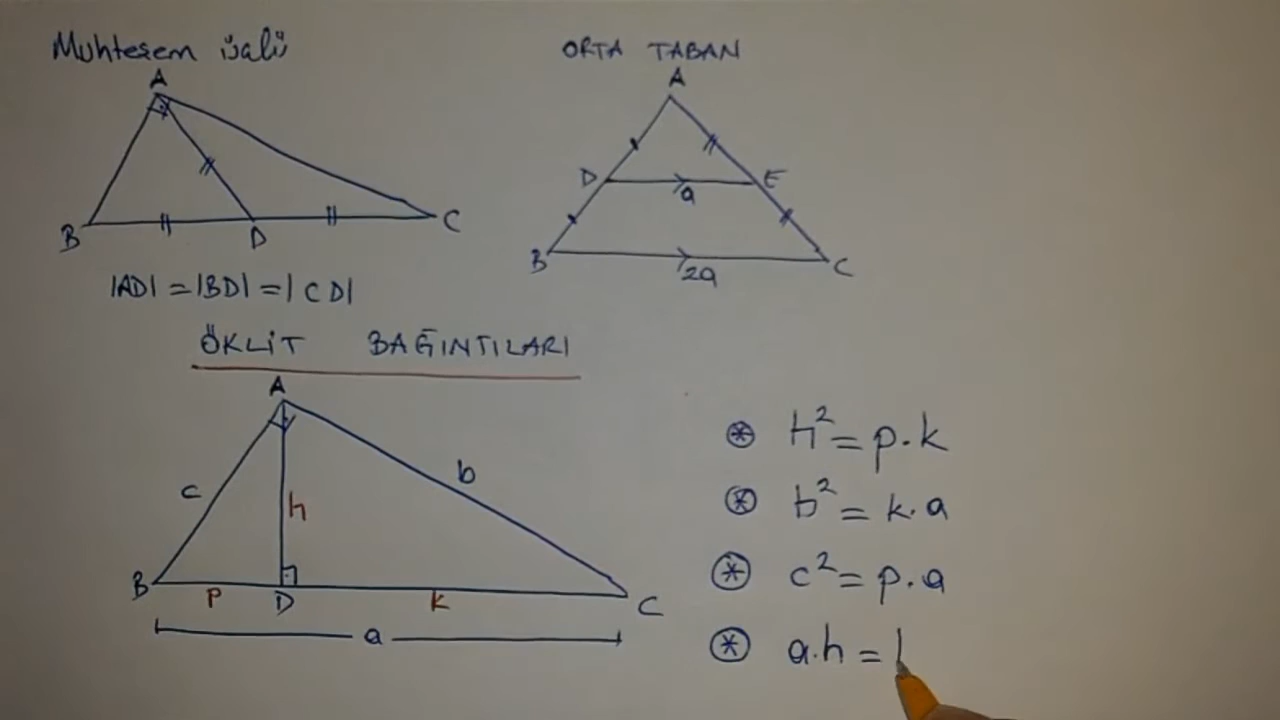 Muhteşem üçlü
A
B
D
C
|AD| = |BD| = |CD|
ORTA TABAN
A
D
E
a
B
C
2a
ÖKLİT BAĞINTILARI
A
c
b
h
B
p
D
k
C
a
⊛ h² = p.k
⊛ b² = k.a
⊛ c² = p.a
⊛ a.h =